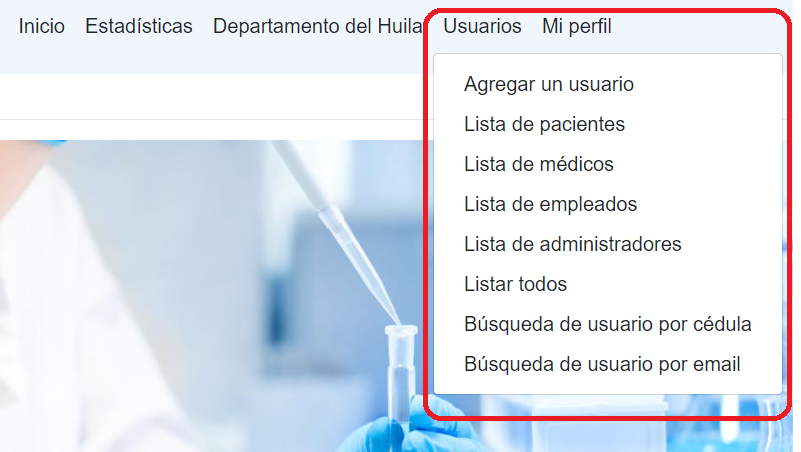 Inicio Estadísticas Departamento del Huila Usuarios Mi perfil
Agregar un usuario
Lista de pacientes
Lista de médicos
Lista de empleados
Lista de administradores
Listar todos
Búsqueda de usuario por cédula
Búsqueda de usuario por email